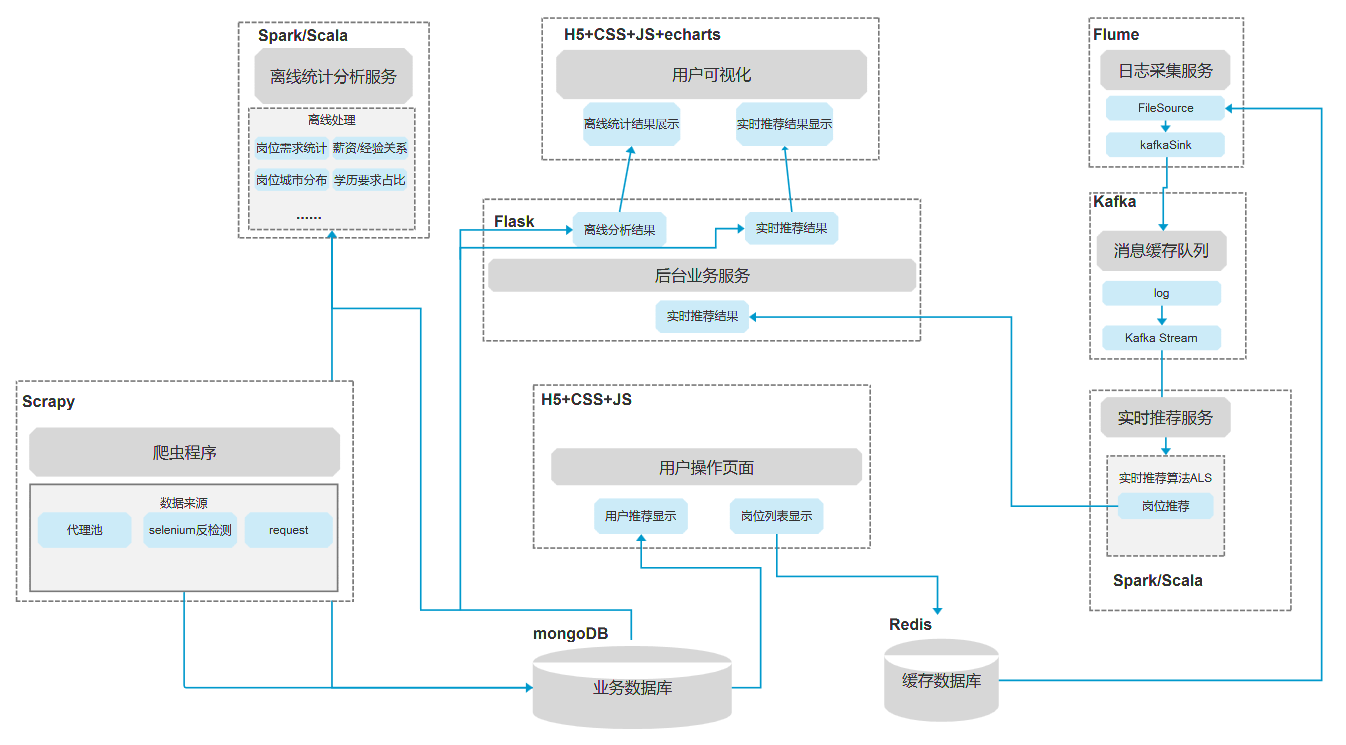 Spark/Scala
离线统计分析服务
离线处理
岗位需求统计
薪资/经验关系
岗位城市分布
学历要求占比
......
H5+CSS+JS+echarts
用户可视化
离线统计结果展示
实时推荐结果显示
Flume
日志采集服务
FileSource
kafkaSink
Flask
离线分析结果
实时推荐结果
后台业务服务
实时推荐结果
Kafka
消息缓存队列
log
Kafka Stream
Scrapy
爬虫程序
数据来源
代理池
selenium反检测
request
H5+CSS+JS
用户操作页面
用户推荐显示
岗位列表显示
实时推荐服务
实时推荐算法ALS
岗位推荐
Spark/Scala
mongoDB
业务数据库
Redis
缓存数据库